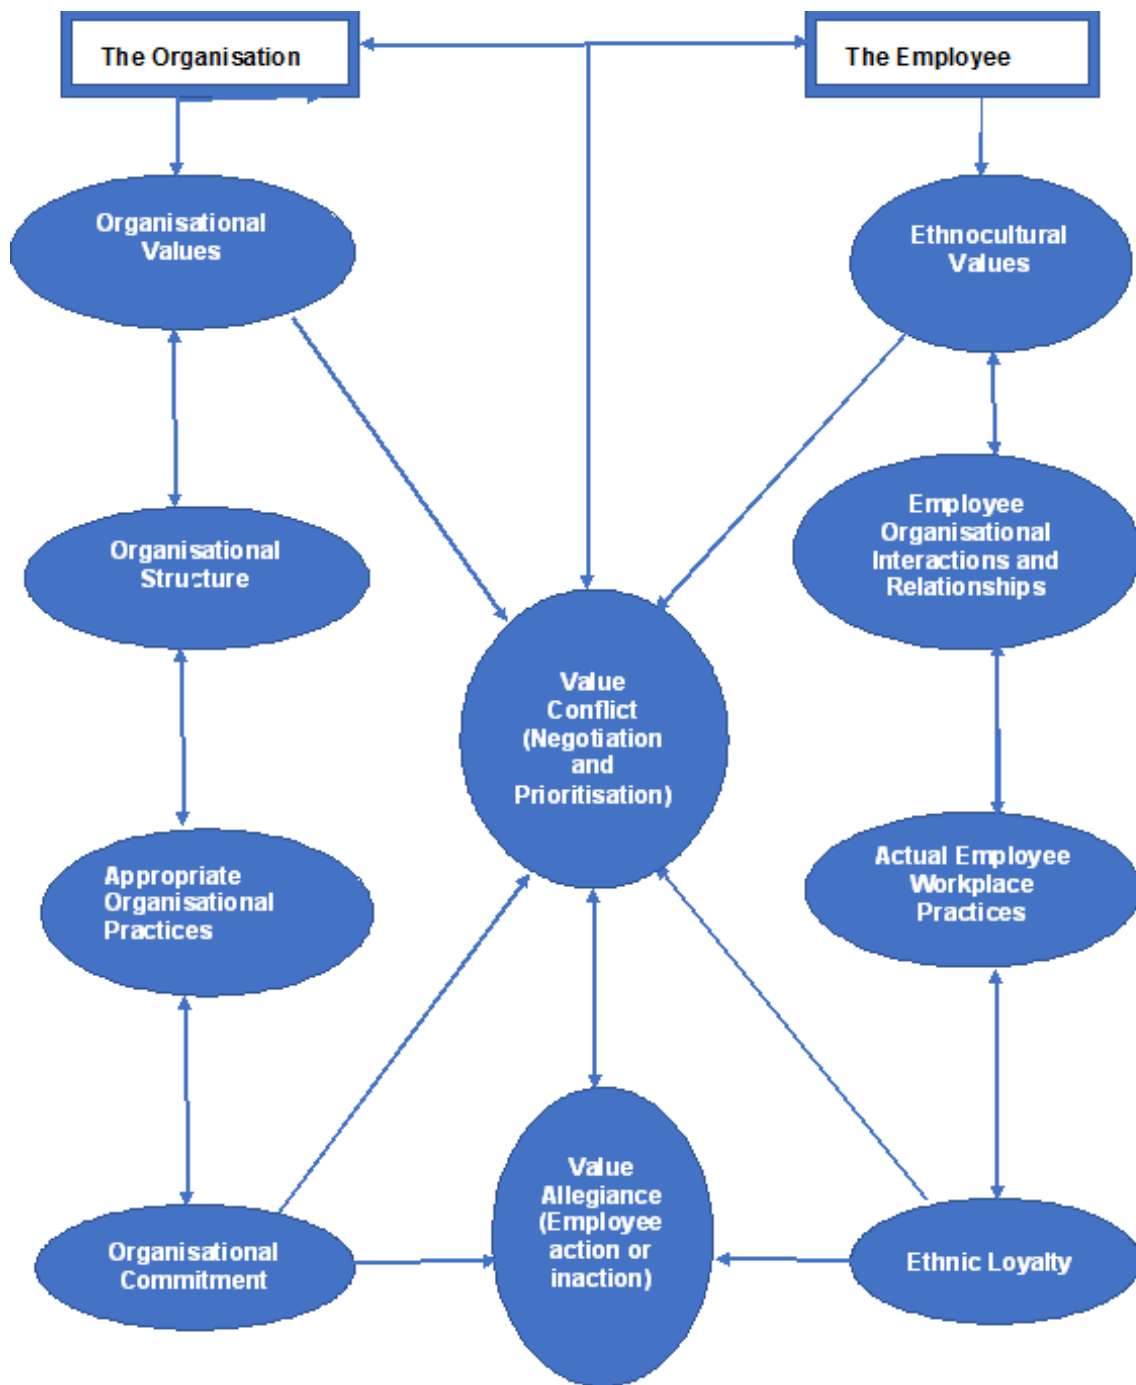 The Organisation
The Employee
Organisational
Values
Ethnocultural
Values
Organisational
Structure
Employee
Organisational
Interactions and
Relationships
Value
Conflict
(Negotiation
and
Prioritisation)
Appropriate
Organisational
Practices
Actual Employee
Workplace
Practices
Organisational
Commitment
Value
Allegiance
(Employee
action or
inaction)
Ethnic Loyalty